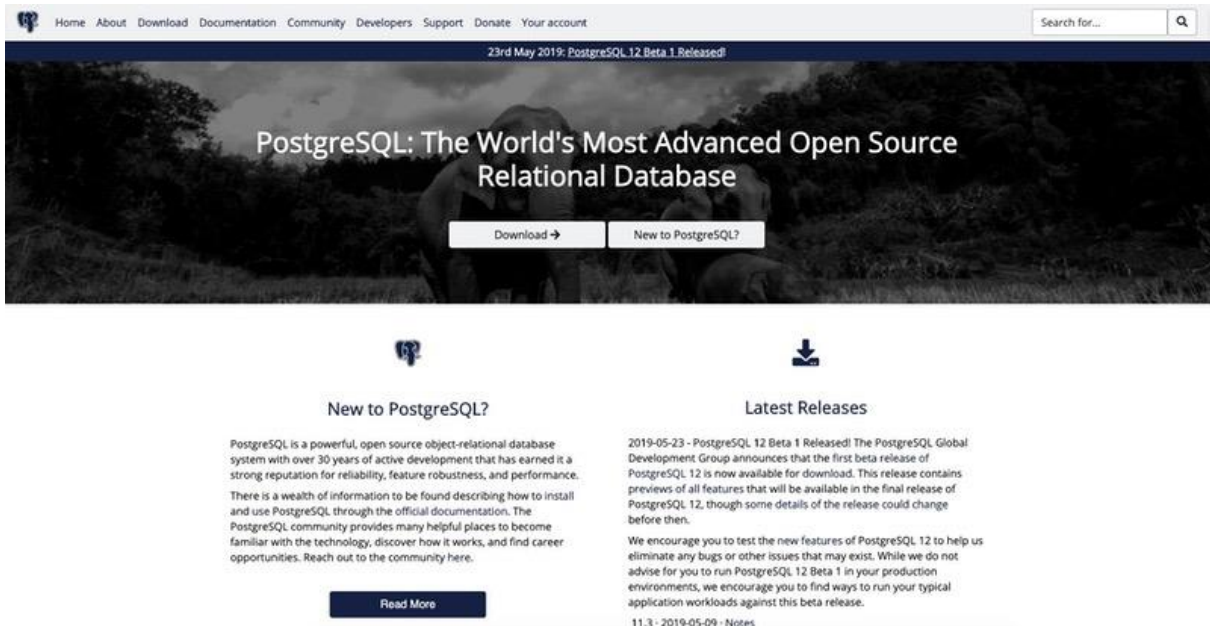 Home About Download Documentation Community Developers Support Donate Your account
Search for...
23rd May 2019: PostgreSQL 12 Beta 1 Released!
PostgreSQL: The World's Most Advanced Open Source
Relational Database
Download →
New to PostgreSQL?
New to PostgreSQL?
PostgreSQL is a powerful, open source object-relational database
system with over 30 years of active development that has earned it a
strong reputation for reliability, feature robustness, and performance.
There is a wealth of information to be found describing how to install
and use PostgreSQL through the official documentation. The
PostgreSQL community provides many helpful places to become
familiar with the technology, discover how it works, and find career
opportunities. Reach out to the community here.
Read More
Latest Releases
2019-05-23 - PostgreSQL 12 Beta 1 Released! The PostgreSQL Global
Development Group announces that the first beta release of
PostgreSQL 12 is now available for download. This release contains
previews of all features that will be available in the final release of
PostgreSQL 12, though some details of the release could change
before then.
We encourage you to test the new features of PostgreSQL 12 to help us
eliminate any bugs or other issues that may exist. While we do not
advise for you to run PostgreSQL 12 Beta 1 in your production
environments, we encourage you to find ways to run your typical
application workloads against this beta release.
11.3 · 2019-05-09 · Notes